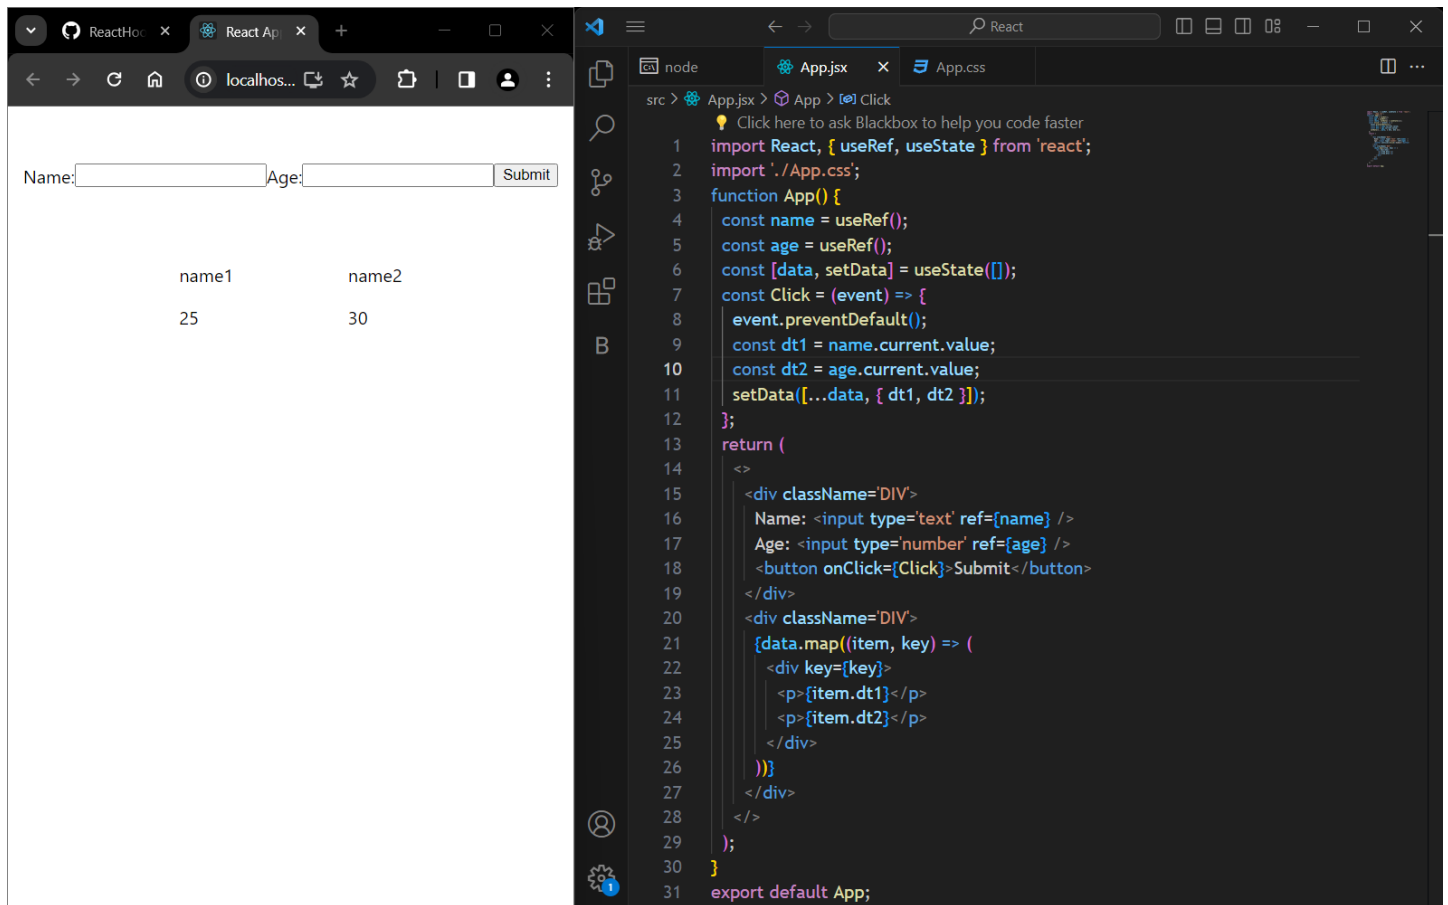 ReactHoo
React Ap
localhos...
Name:
Age:
Submit
name1
name2
25
30
React
node
App.jsx
App.css
src > App.jsx > App > Click
Click here to ask Blackbox to help you code faster
1 import React, { useRef, useState } from 'react';
2 import './App.css';
3 function App() {
4 const name = useRef();
5 const age = useRef();
6 const [data, setData] = useState([]);
7 const Click = (event) => {
8 event.preventDefault();
9 const dt1 = name.current.value;
10 const dt2 = age.current.value;
11 setData([...data, { dt1, dt2 }]);
12 };
13 return (
14 <>
15 <div className='DIV'>
16 Name: <input type='text' ref={name} />
17 Age: <input type='number' ref={age} />
18 <button onClick={Click}>Submit</button>
19 </div>
20 <div className='DIV'>
21 {data.map((item, key) => (
22 <div key={key}>
23 <p>{item.dt1}</p>
24 <p>{item.dt2}</p>
25 </div>
26 ))}
27 </div>
28 </>
29 );
30 }
31 export default App;
B
1